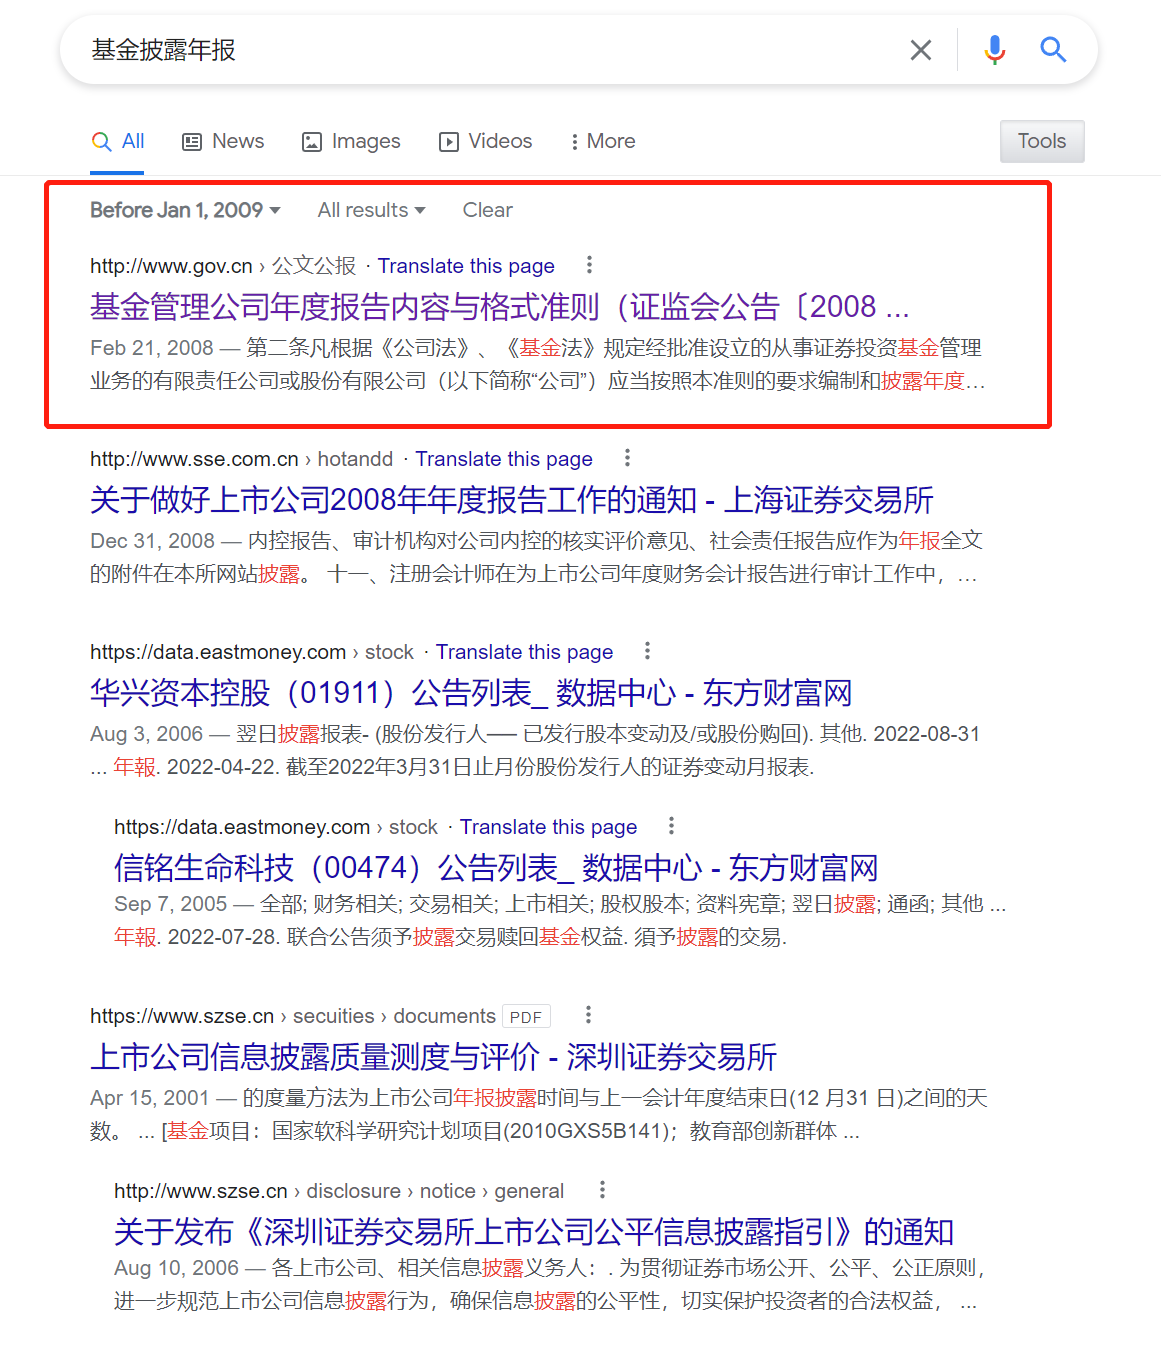 基金披露年报
All News Images Videos More Tools
Before Jan 1, 2009 All results Clear
http://www.gov.cn › 公文公报 · Translate this page
基金管理公司年度报告内容与格式准则（证监会公告〔2008 ...
Feb 21, 2008 — 第二条凡根据《公司法》、《基金法》规定经批准设立的从事证券投资基金管理
业务的有限责任公司或股份有限公司（以下简称“公司”）应当按照本准则的要求编制和披露年度...
http://www.sse.com.cn › hotandd · Translate this page
关于做好上市公司2008年年度报告工作的通知 - 上海证券交易所
Dec 31, 2008 — 内控报告、审计机构对公司内控的核实评价意见、社会责任报告应作为年报全文
的附件在本所网站披露。 十一、注册会计师在为上市公司年度财务会计报告进行审计工作中，...
https://data.eastmoney.com › stock · Translate this page
华兴资本控股（01911）公告列表_ 数据中心 - 东方财富网
Aug 3, 2006 — 翌日披露报表- (股份发行人── 已发行股本变动及/或股份购回). 其他. 2022-08-31
... 年報. 2022-04-22. 截至2022年3月31日止月份股份发行人的证券变动月报表.
https://data.eastmoney.com › stock · Translate this page
信铭生命科技（00474）公告列表_ 数据中心 - 东方财富网
Sep 7, 2005 — 全部; 财务相关; 交易相关; 上市相关; 股权股本; 资料宪章; 翌日披露; 通函; 其他 ...
年報. 2022-07-28. 联合公告须予披露交易赎回基金权益. 須予披露的交易.
https://www.szse.cn › secuities › documents PDF
上市公司信息披露质量测度与评价 - 深圳证券交易所
Apr 15, 2001 — 的度量方法为上市公司年报披露时间与上一会计年度结束日(12 月31 日)之间的天
数。 ... [基金项目：国家软科学研究计划项目(2010GXS5B141)；教育部创新群体 ...
http://www.szse.cn › disclosure › notice › general
关于发布《深圳证券交易所上市公司公平信息披露指引》的通知
Aug 10, 2006 — 各上市公司、相关信息披露义务人：. 为贯彻证券市场公开、公平、公正原则，
进一步规范上市公司信息披露行为，确保信息披露的公平性，切实保护投资者的合法权益， ...